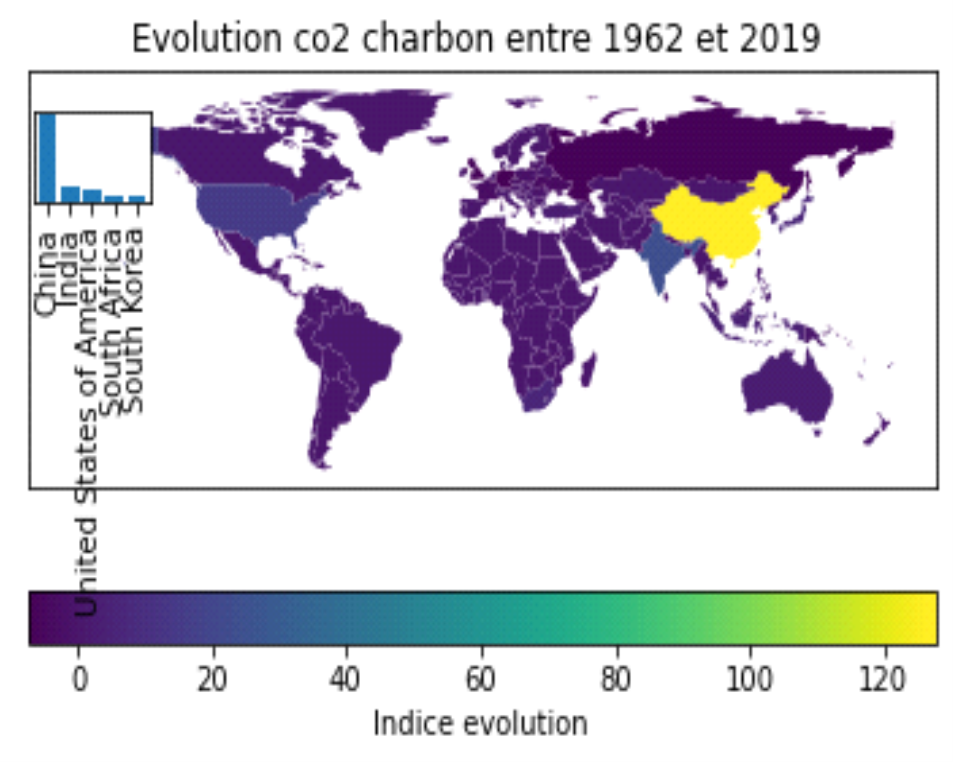 Evolution co2 charbon entre 1962 et 2019
China
India
United States of America
South Africa
South Korea
0 20 40 60 80 100 120
Indice evolution